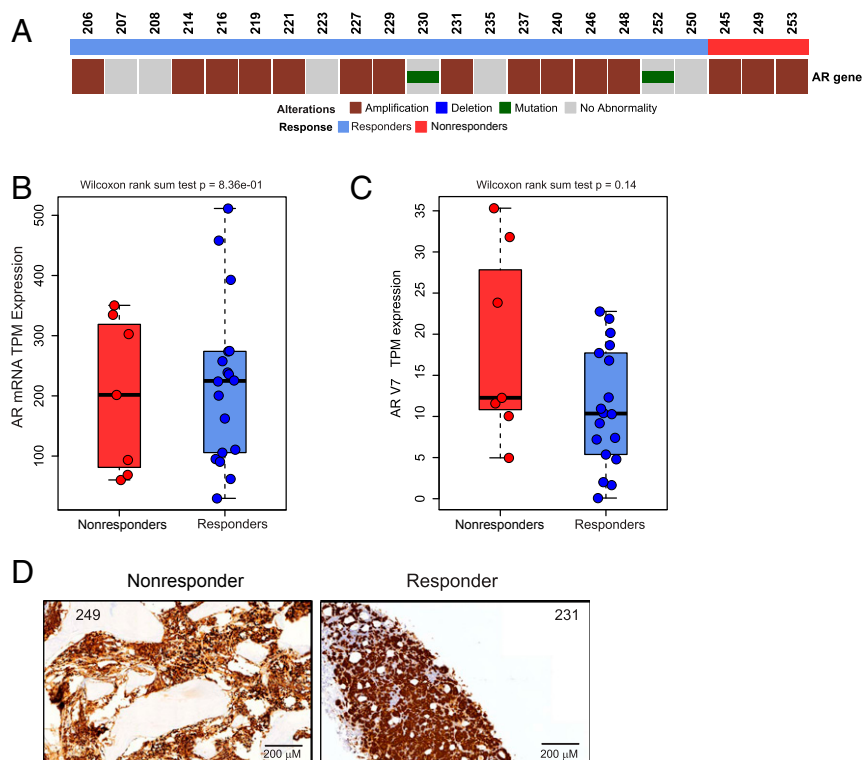 A
206 207 208 214 216 219 221 223 227 229 230 231 235 237 240 246 248 252 250 245 249 253
AR gene
Alterations Amplification Deletion Mutation No Abnormality
Response Responders Nonresponders
B
Wilcoxon rank sum test p = 8.36e-01
AR mRNA TPM Expression
500
400
300
200
100
Nonresponders Responders
C
Wilcoxon rank sum test p = 0.14
AR V7 TPM expression
35
30
25
20
15
10
5
0
Nonresponders Responders
D
Nonresponder Responder
249 231
200 µM 200 µM